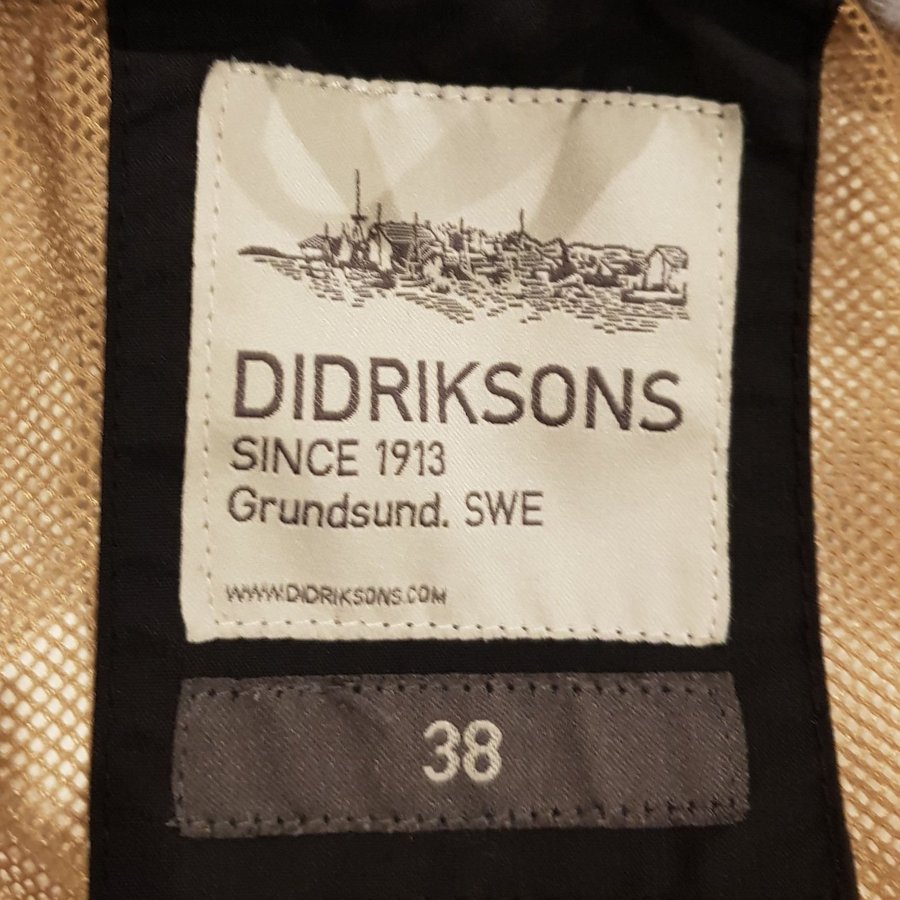 DIDRIKSONS
SINCE 1913
Grundsund. SWE
WWW.DIDRIKSONS.COM
38